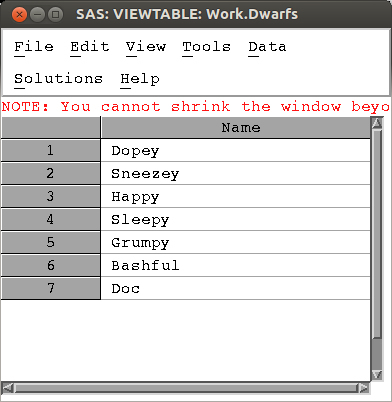 SAS: VIEWTABLE: Work.Dwarfs
File Edit View Tools Data
Solutions Help
NOTE: You cannot shrink the window beyo
Name
1 Dopey
2 Sneezey
3 Happy
4 Sleepy
5 Grumpy
6 Bashful
7 Doc